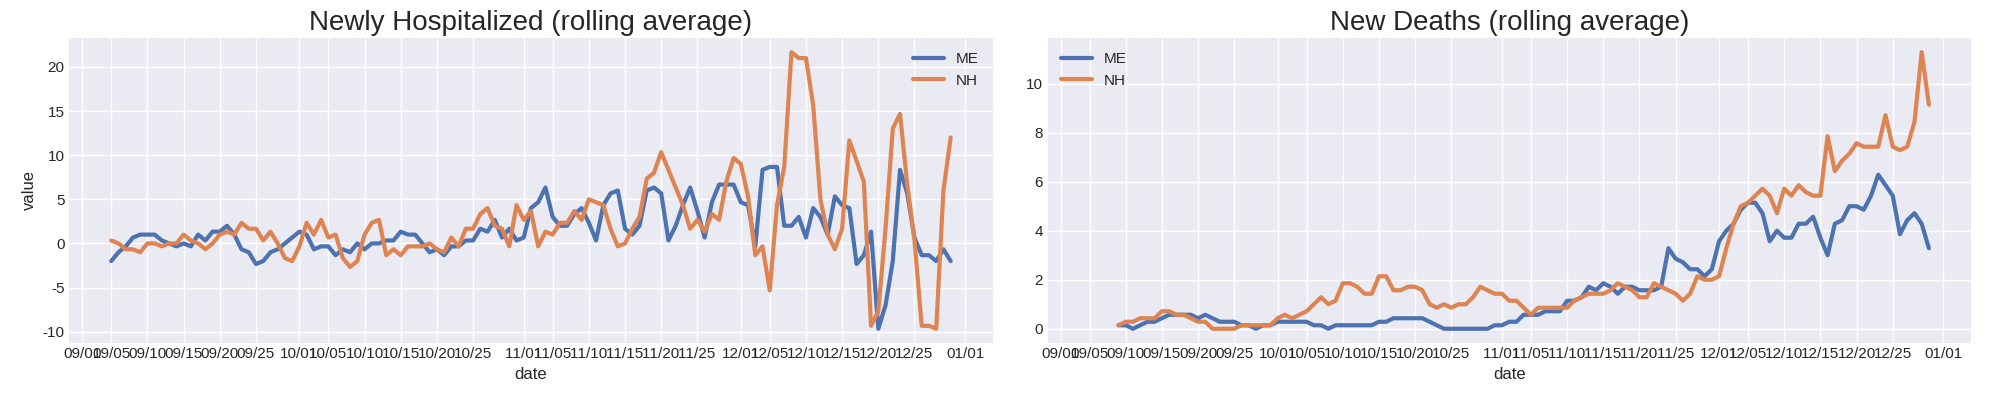 Newly Hospitalized (rolling average)
ME
NH
20
15
10
5
0
-5
-10
value
09/01 09/05 09/10 09/15 09/20 09/25 10/01 10/05 10/10 10/15 10/20 10/25 11/01 11/05 11/10 11/15 11/20 11/25 12/01 12/05 12/10 12/15 12/20 12/25 01/01
date
New Deaths (rolling average)
ME
NH
10
8
6
4
2
0
09/01 09/05 09/10 09/15 09/20 09/25 10/01 10/05 10/10 10/15 10/20 10/25 11/01 11/05 11/10 11/15 11/20 11/25 12/01 12/05 12/10 12/15 12/20 12/25 01/01
date